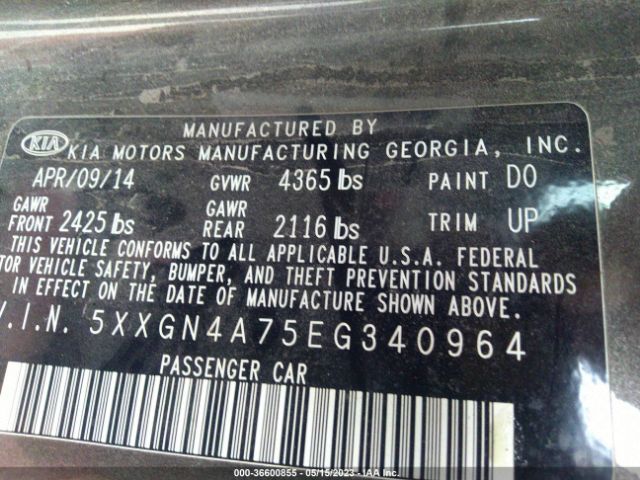 MANUFACTURED BY
KIA KIA MOTORS MANUFACTURING GEORGIA, INC.
APR/09/14 GVWR 4365 lbs PAINT D0
GAWR FRONT 2425 lbs GAWR REAR 2116 lbs TRIM UP
THIS VEHICLE CONFORMS TO ALL APPLICABLE U.S.A. FEDERAL
TOR VEHICLE SAFETY, BUMPER, AND THEFT PREVENTION STANDARDS
IN EFFECT ON THE DATE OF MANUFACTURE SHOWN ABOVE.
V.I.N. 5XXGN4A75EG340964
PASSENGER CAR
000-36600855 - 05/15/2023 - IAA Inc.